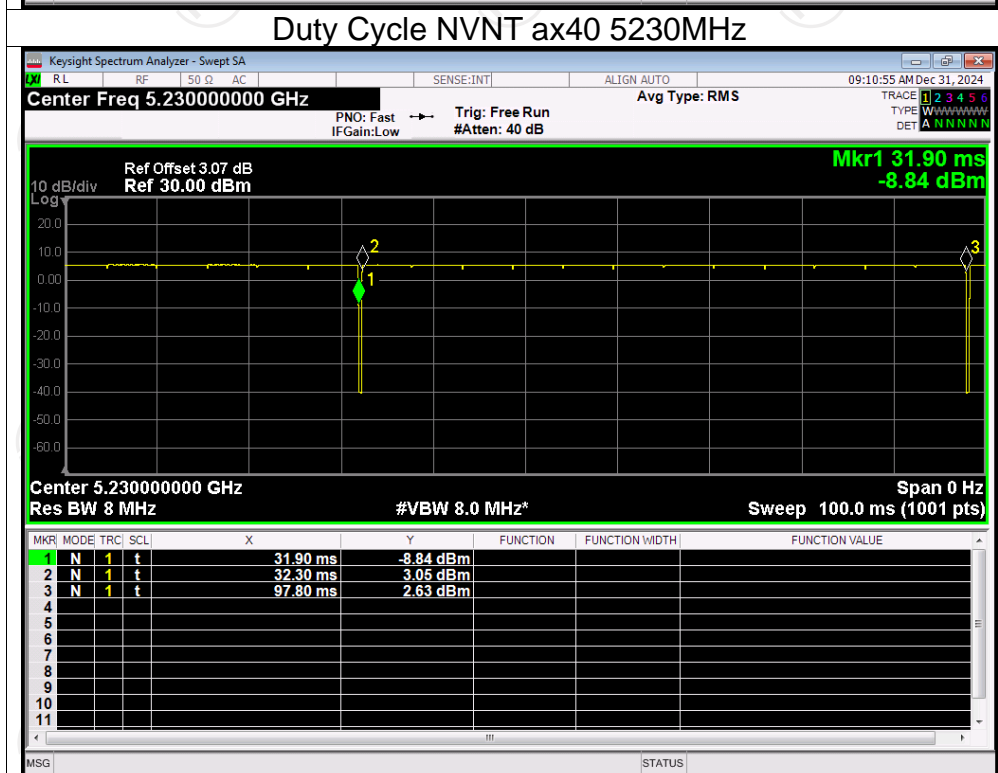 Duty Cycle NVNT ax40 5230MHz
Keysight Spectrum Analyzer - Swept SA
LXI RL RF 50 Ω AC SENSE:INT ALIGN AUTO 09:10:55 AM Dec 31, 2024
Center Freq 5.230000000 GHz Avg Type: RMS TRACE 1 2 3 4 5 6
PNO: Fast Trig: Free Run TYPE WWWWWW
IFGain:Low #Atten: 40 dB DET A N N N N N
Mkr1 31.90 ms
-8.84 dBm
Ref Offset 3.07 dB
10 dB/div Ref 30.00 dBm
Log
20.0
10.0
0.00
-10.0
-20.0
-30.0
-40.0
-50.0
-60.0
2
3
1
Center 5.230000000 GHz Span 0 Hz
Res BW 8 MHz #VBW 8.0 MHz* Sweep 100.0 ms (1001 pts)
MKR MODE TRC SCL X Y FUNCTION FUNCTION WIDTH FUNCTION VALUE
1 N 1 t 31.90 ms -8.84 dBm
2 N 1 t 32.30 ms 3.05 dBm
3 N 1 t 97.80 ms 2.63 dBm
4
5
6
7
8
9
10
11
MSG STATUS